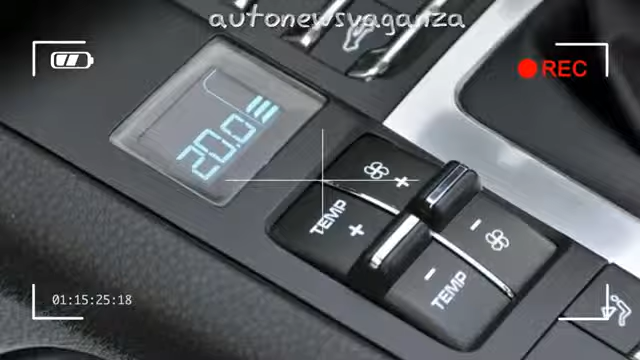 autonewsvaganza
REC
20.0
+
TEMP
+
-
-
TEMP
01:15:25:18